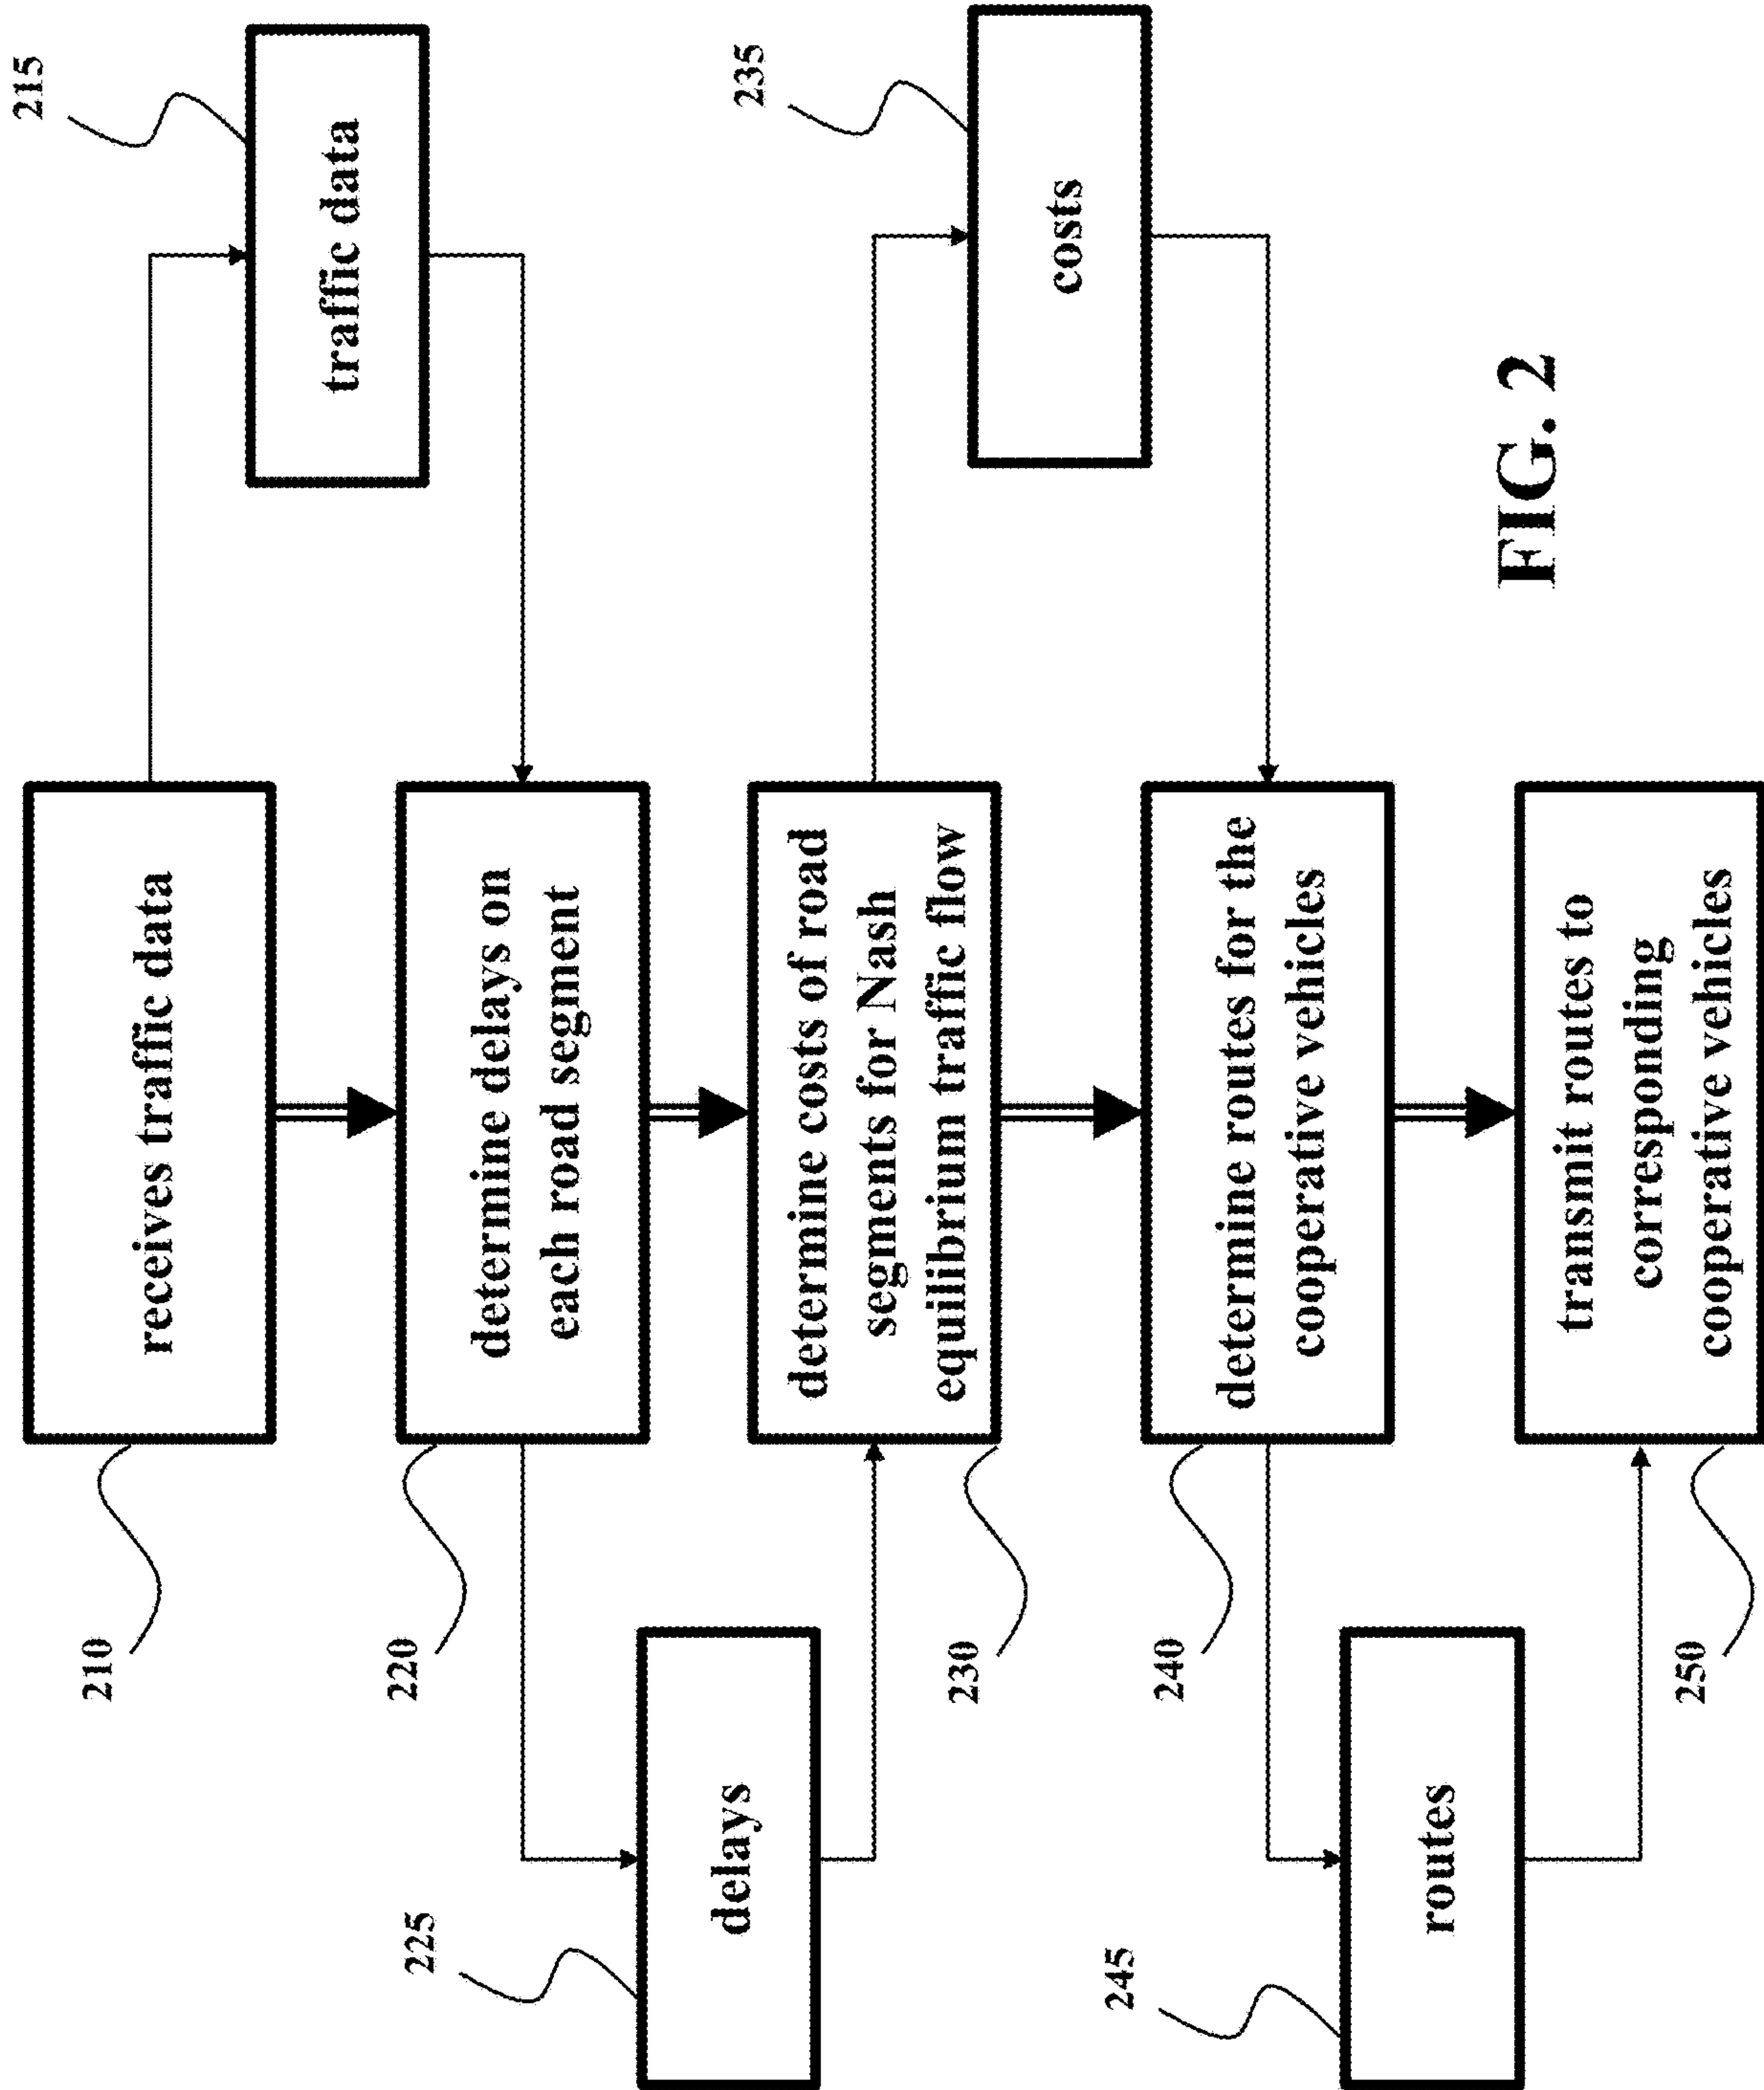 210
receives traffic data
215
traffic data
220
determine delays on
each road segment
225
delays
230
determine costs of road
segments for Nash
equilibrium traffic flow
235
costs
240
determine routes for the
cooperative vehicles
245
routes
250
transmit routes to
corresponding
cooperative vehicles
FIG. 2